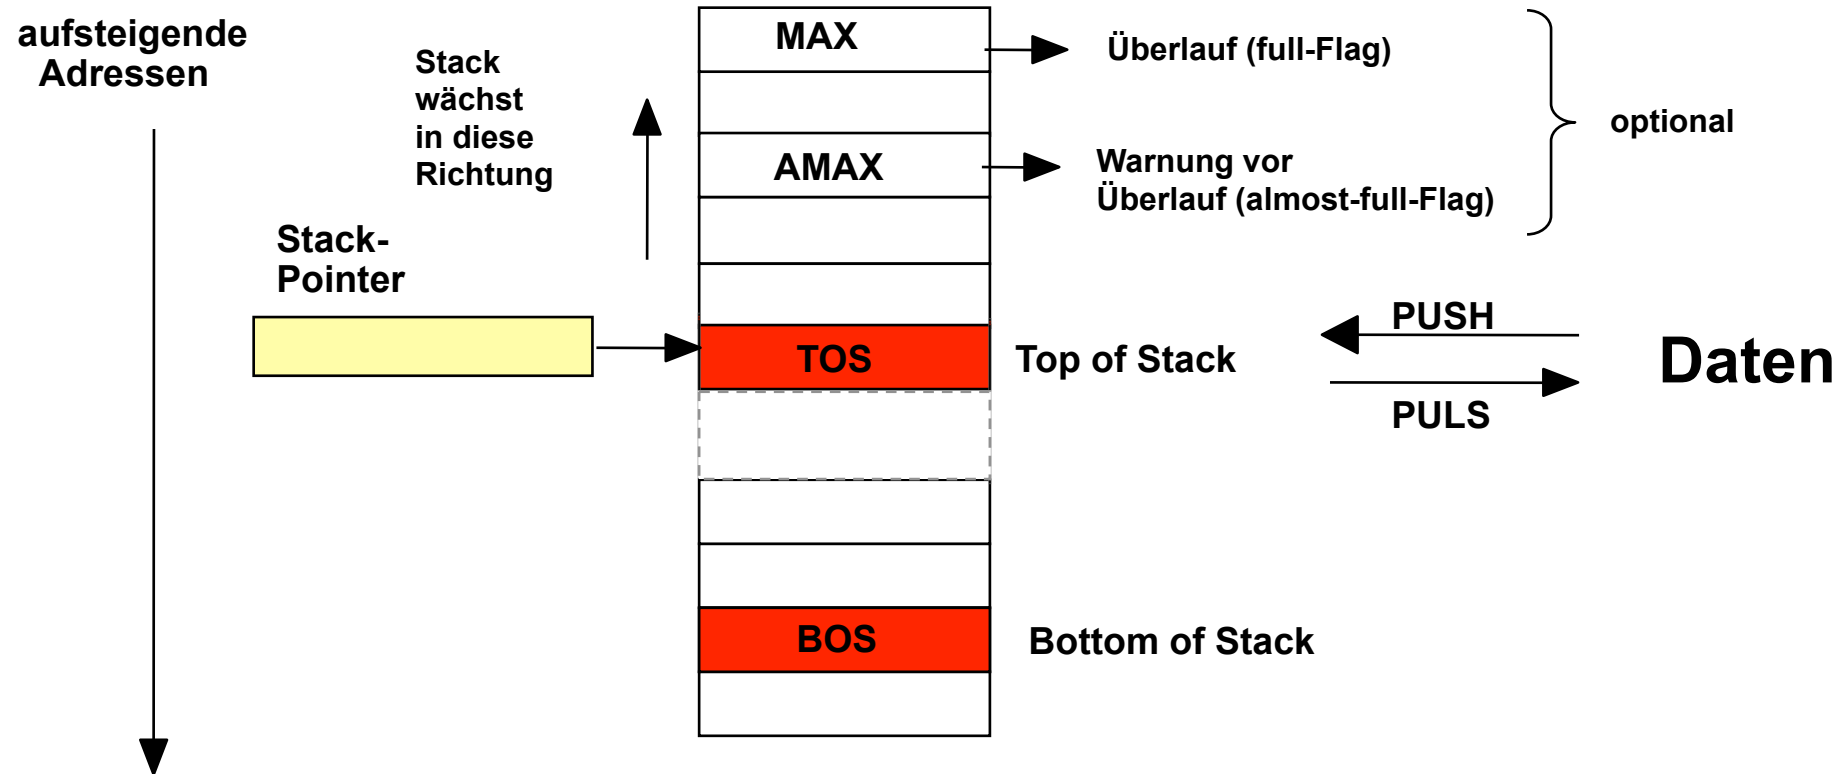 aufsteigende
Adressen
Stack
wächst
in diese
Richtung
MAX
Überlauf (full-Flag)
optional
AMAX
Warnung vor
Überlauf (almost-full-Flag)
Stack-
Pointer
TOS
Top of Stack
PUSH
PULS
Daten
BOS
Bottom of Stack